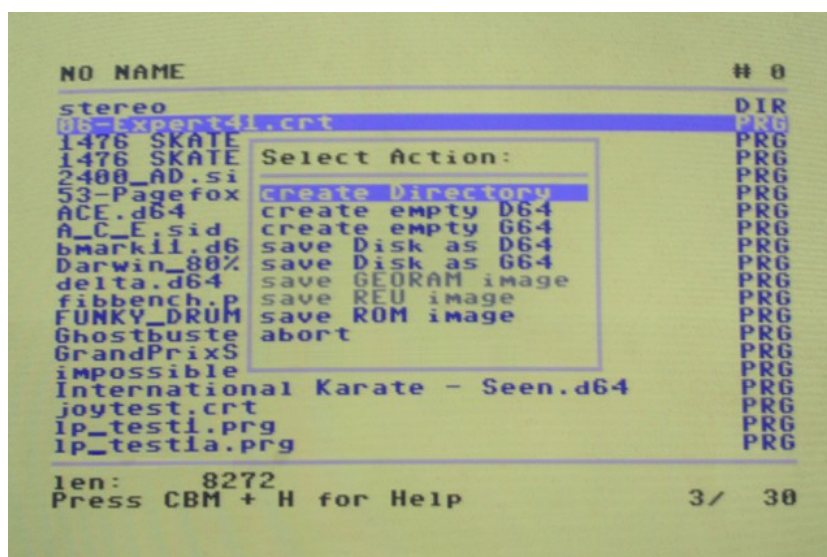 NO NAME # 0
stereo DIR
06-Expert41.crt PRG
1476 SKATE PRG
1476 SKATE PRG
2400_AD.si PRG
53-Pagefox PRG
ACE.d64 PRG
A_C_E.sid PRG
bmark11.d6 PRG
Darwin_80% PRG
delta.d64 PRG
fibbench.p PRG
FUNKY_DRUM PRG
Ghostbuste PRG
GrandPrixS PRG
impossible PRG
International Karate - Seen.d64 PRG
joytest.crt PRG
lp_test1.prg PRG
lp_test1a.prg PRG
Select Action:
create Directory
create empty D64
create empty G64
save Disk as D64
save Disk as G64
save GEORAM image
save REU image
save ROM image
abort
len: 8272
Press CBM + H for Help 3/ 30